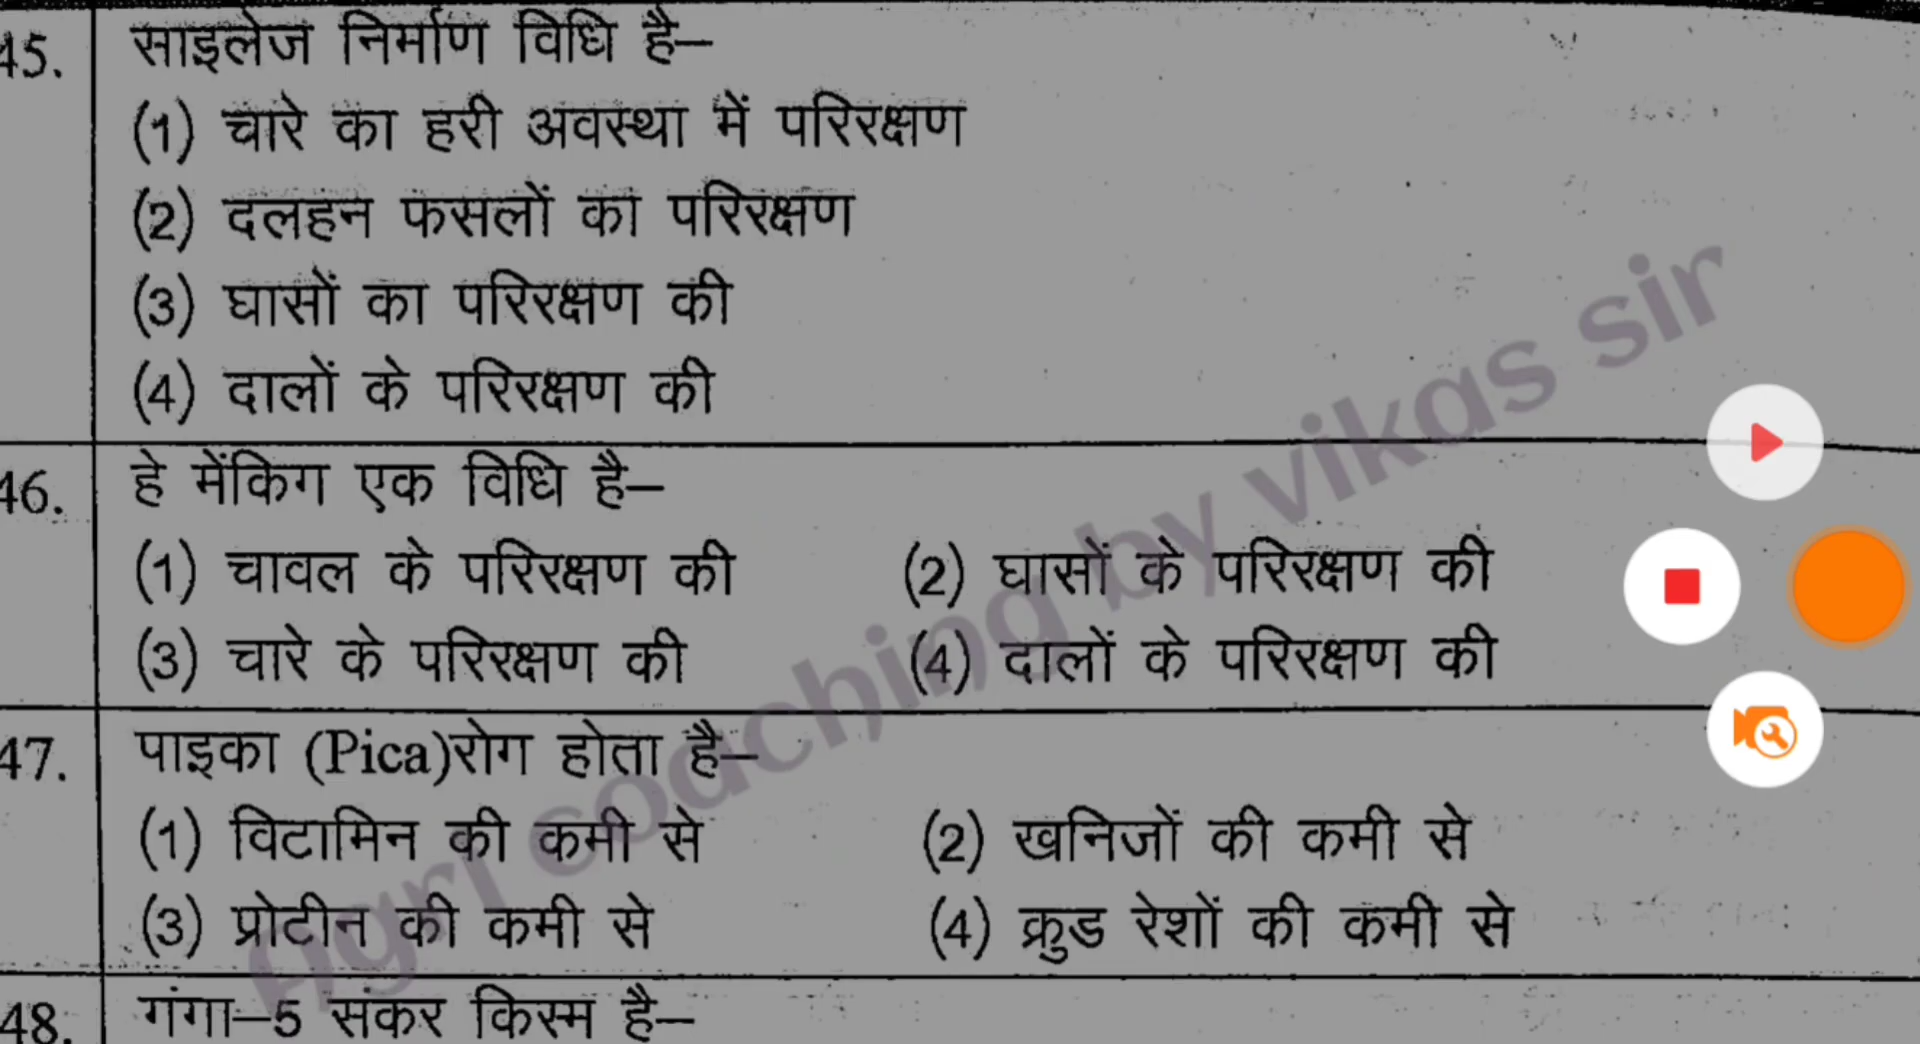 45. साइलेज निर्माण विधि है–
(1) चारे का हरी अवस्था में परिरक्षण
(2) दलहन फसलों का परिरक्षण
(3) घासों का परिरक्षण की
(4) दालों के परिरक्षण की
46. हे मेंकिग एक विधि है–
(1) चावल के परिरक्षण की (2) घासों के परिरक्षण की
(3) चारे के परिरक्षण की (4) दालों के परिरक्षण की
47. पाइका (Pica)रोग होता है–
(1) विटामिन की कमी से (2) खनिजों की कमी से
(3) प्रोटीन की कमी से (4) क्रुड रेशों की कमी से
48. गंगा–5 संकर किस्म है–
Agri coaching by vikas sir